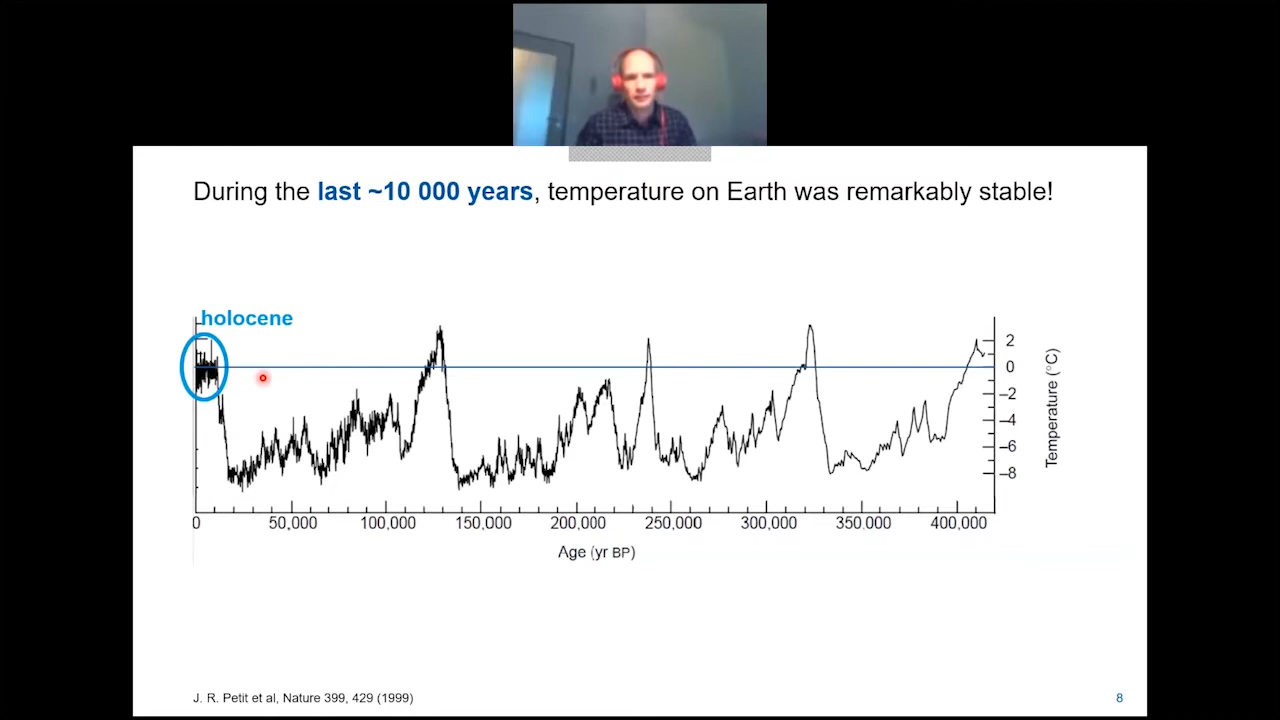 During the last ~10 000 years, temperature on Earth was remarkably stable!
holocene
2
0
–2
–4
–6
–8
Temperature (°C)
0 50,000 100,000 150,000 200,000 250,000 300,000 350,000 400,000
Age (yr BP)
J. R. Petit et al, Nature 399, 429 (1999)
8